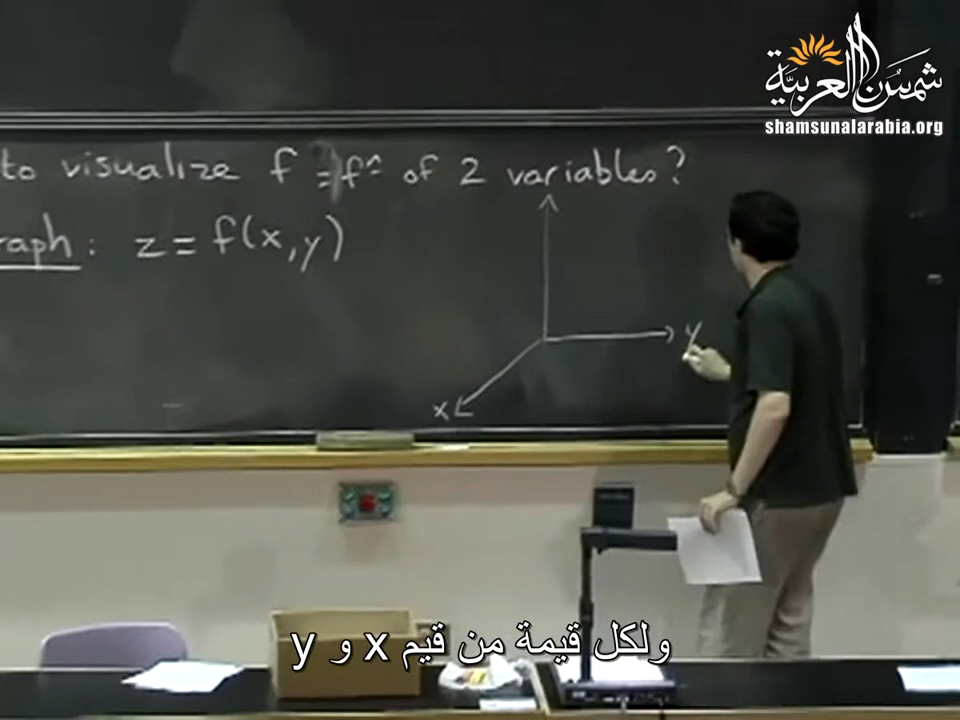 شمس العربية
shamsunalarabia.org
to visualize f = fⁿ of 2 variables?
raph: z = f(x,y)
y
x
ولكل قيمة من قيم x و y